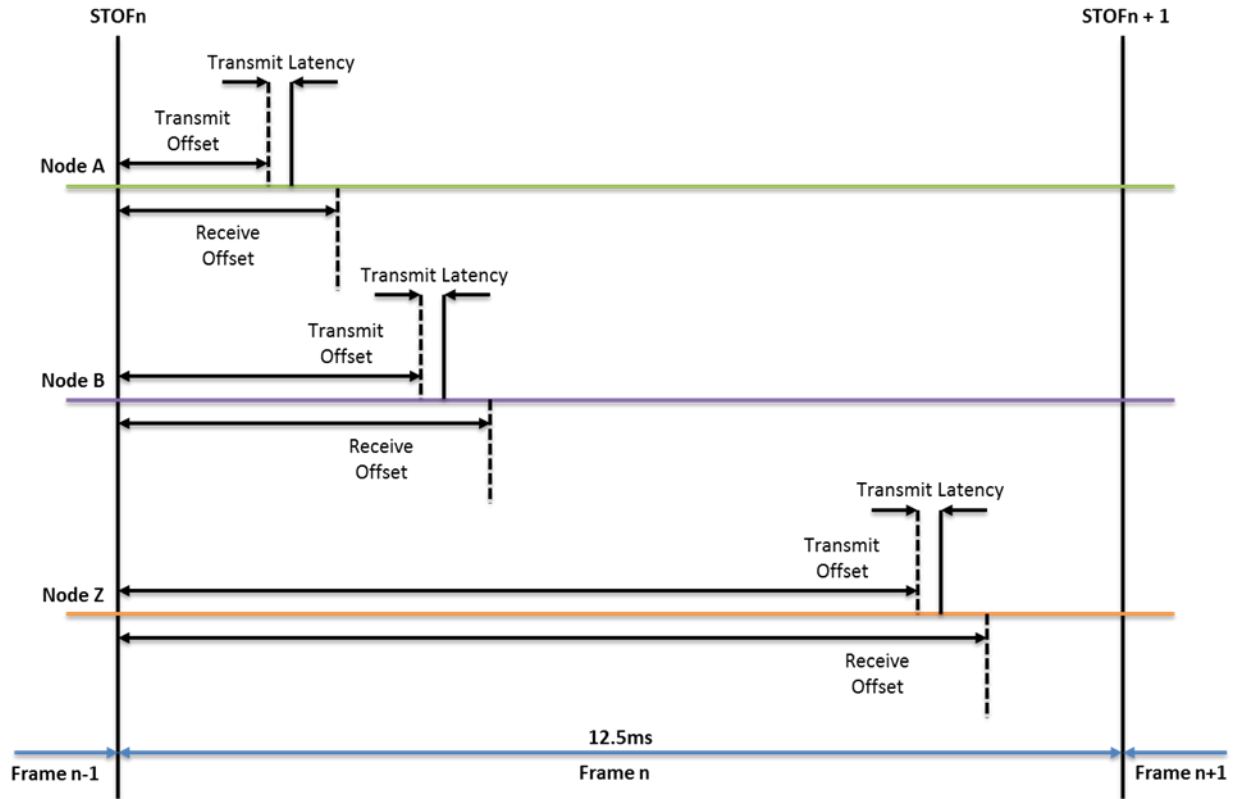 STOFn
STOFn + 1
Transmit Latency
Transmit
Offset
Node A
Receive
Offset
Transmit Latency
Transmit
Offset
Node B
Receive
Offset
Transmit Latency
Transmit
Offset
Node Z
Receive
Offset
12.5ms
Frame n-1
Frame n
Frame n+1